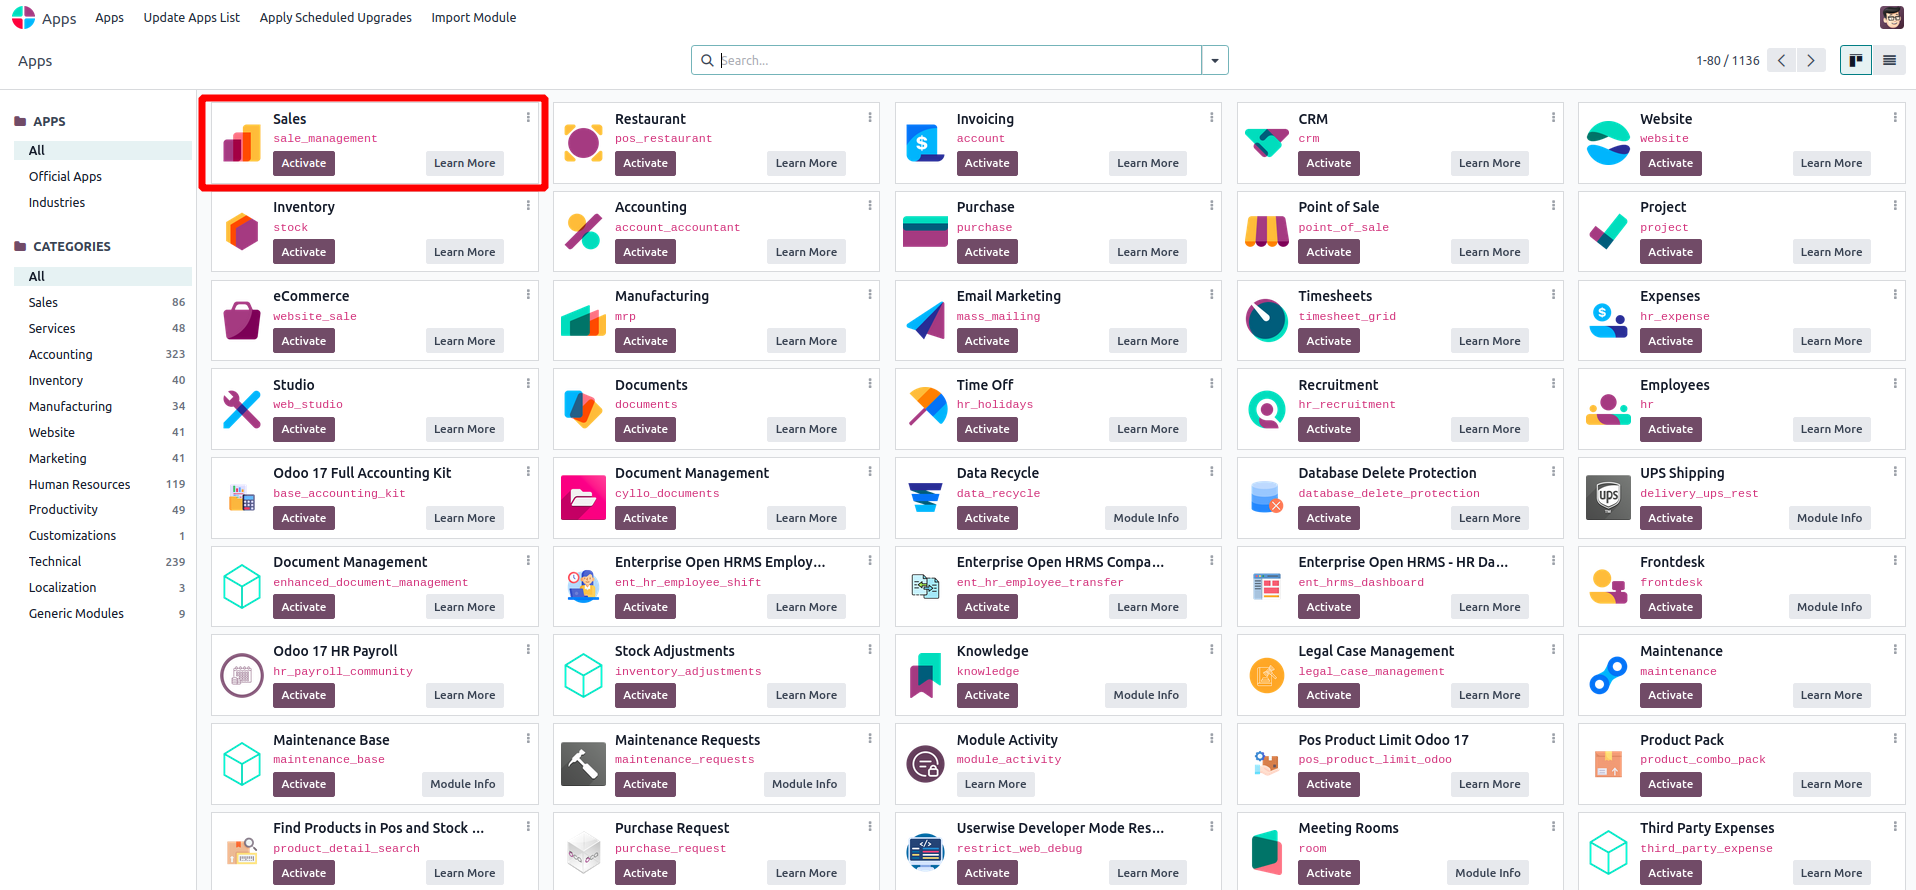 Apps Apps Update Apps List Apply Scheduled Upgrades Import Module
Apps Search... 1-80 / 1136
APPS
All
Official Apps
Industries
CATEGORIES
All
Sales 86
Services 48
Accounting 323
Inventory 40
Manufacturing 34
Website 41
Marketing 41
Human Resources 119
Productivity 49
Customizations 1
Technical 239
Localization 3
Generic Modules 9
Sales
sale_management
Activate Learn More
Restaurant
pos_restaurant
Activate Learn More
Invoicing
account
Activate Learn More
CRM
crm
Activate Learn More
Website
website
Activate Learn More
Inventory
stock
Activate Learn More
Accounting
account_accountant
Activate Learn More
Purchase
purchase
Activate Learn More
Point of Sale
point_of_sale
Activate Learn More
Project
project
Activate Learn More
eCommerce
website_sale
Activate Learn More
Manufacturing
mrp
Activate Learn More
Email Marketing
mass_mailing
Activate Learn More
Timesheets
timesheet_grid
Activate Learn More
Expenses
hr_expense
Activate Learn More
Studio
web_studio
Activate Learn More
Documents
documents
Activate Learn More
Time Off
hr_holidays
Activate Learn More
Recruitment
hr_recruitment
Activate Learn More
Employees
hr
Activate Learn More
Odoo 17 Full Accounting Kit
base_accounting_kit
Activate Learn More
Document Management
cyllo_documents
Activate Learn More
Data Recycle
data_recycle
Activate Module Info
Database Delete Protection
database_delete_protection
Activate Learn More
ups
UPS Shipping
delivery_ups_rest
Activate Module Info
Document Management
enhanced_document_management
Activate Learn More
Enterprise Open HRMS Employ...
ent_hr_employee_shift
Activate Learn More
Enterprise Open HRMS Compa...
ent_hr_employee_transfer
Activate Learn More
Enterprise Open HRMS - HR Da...
ent_hrms_dashboard
Activate Learn More
Frontdesk
frontdesk
Activate Module Info
Odoo 17 HR Payroll
hr_payroll_community
Activate Learn More
Stock Adjustments
inventory_adjustments
Activate Learn More
Knowledge
knowledge
Activate Module Info
Legal Case Management
legal_case_management
Activate Learn More
Maintenance
maintenance
Activate Learn More
Maintenance Base
maintenance_base
Activate Module Info
Maintenance Requests
maintenance_requests
Activate Module Info
Module Activity
module_activity
Learn More
Pos Product Limit Odoo 17
pos_product_limit_odoo
Activate Learn More
Product Pack
product_combo_pack
Activate Learn More
Find Products in Pos and Stock ...
product_detail_search
Activate Learn More
Purchase Request
purchase_request
Activate Learn More
Userwise Developer Mode Res...
restrict_web_debug
Activate Learn More
Meeting Rooms
room
Activate Module Info
Third Party Expenses
third_party_expense
Activate Learn More